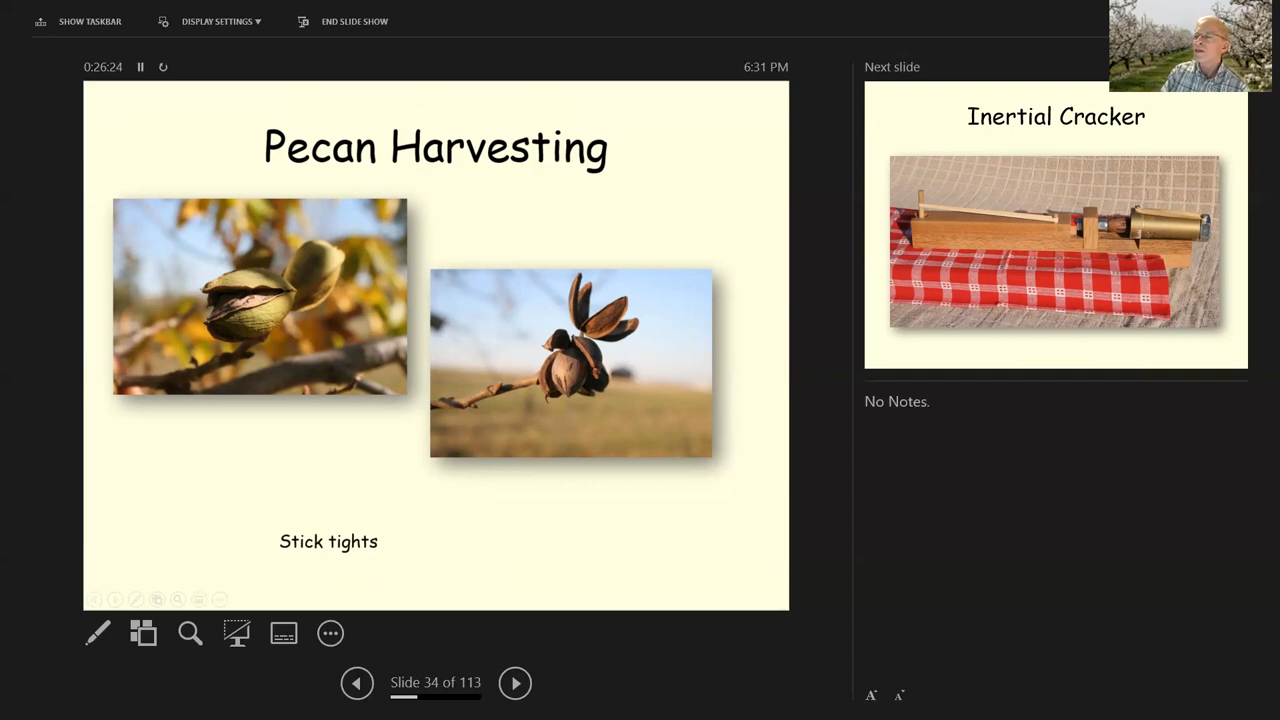 SHOW TASKBAR
DISPLAY SETTINGS ▼
END SLIDE SHOW
0:26:24
6:31 PM
Next slide
Pecan Harvesting
Inertial Cracker
No Notes.
Stick tights
Slide 34 of 113
A A